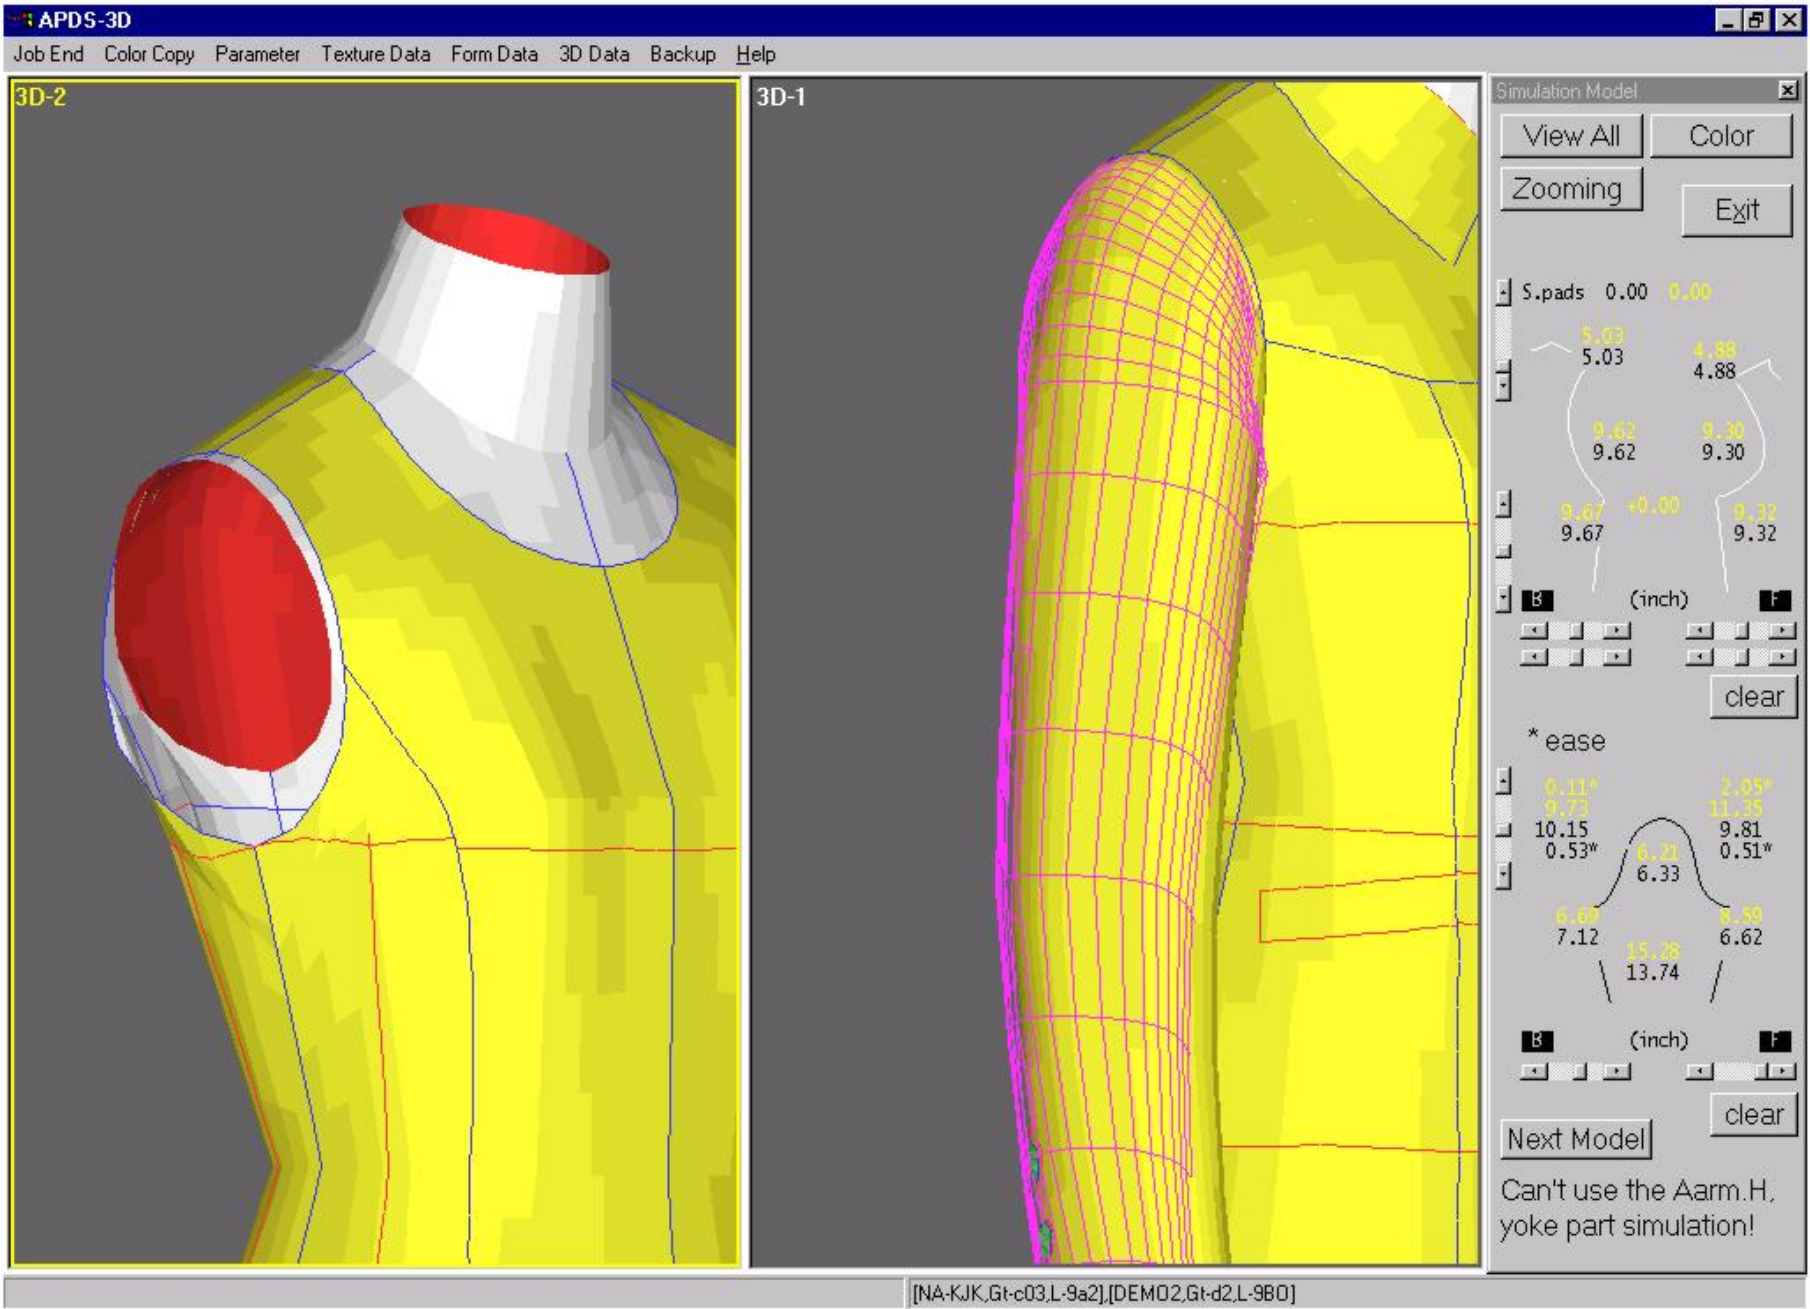 APDS-3D
Job End Color Copy Parameter Texture Data Form Data 3D Data Backup Help
3D-2
3D-1
Simulation Model
View All Color
Zooming
Exit
S.pads 0.00 0.00
5.03 4.88
5.03 4.88
9.62 9.30
9.62 9.30
9.67 +0.00 9.32
9.67 9.32
B (inch) F
clear
* ease
0.11* 2.05*
9.73 11.35
10.15 9.81
0.53* 6.21 0.51*
6.33
6.69 8.59
7.12 6.62
15.28
13.74
B (inch) F
clear
Next Model
Can't use the Aarm.H,
yoke part simulation!
[NA-KJK,Gt-c03,L-9a2],[DEMO2,Gt-d2,L-9BO]